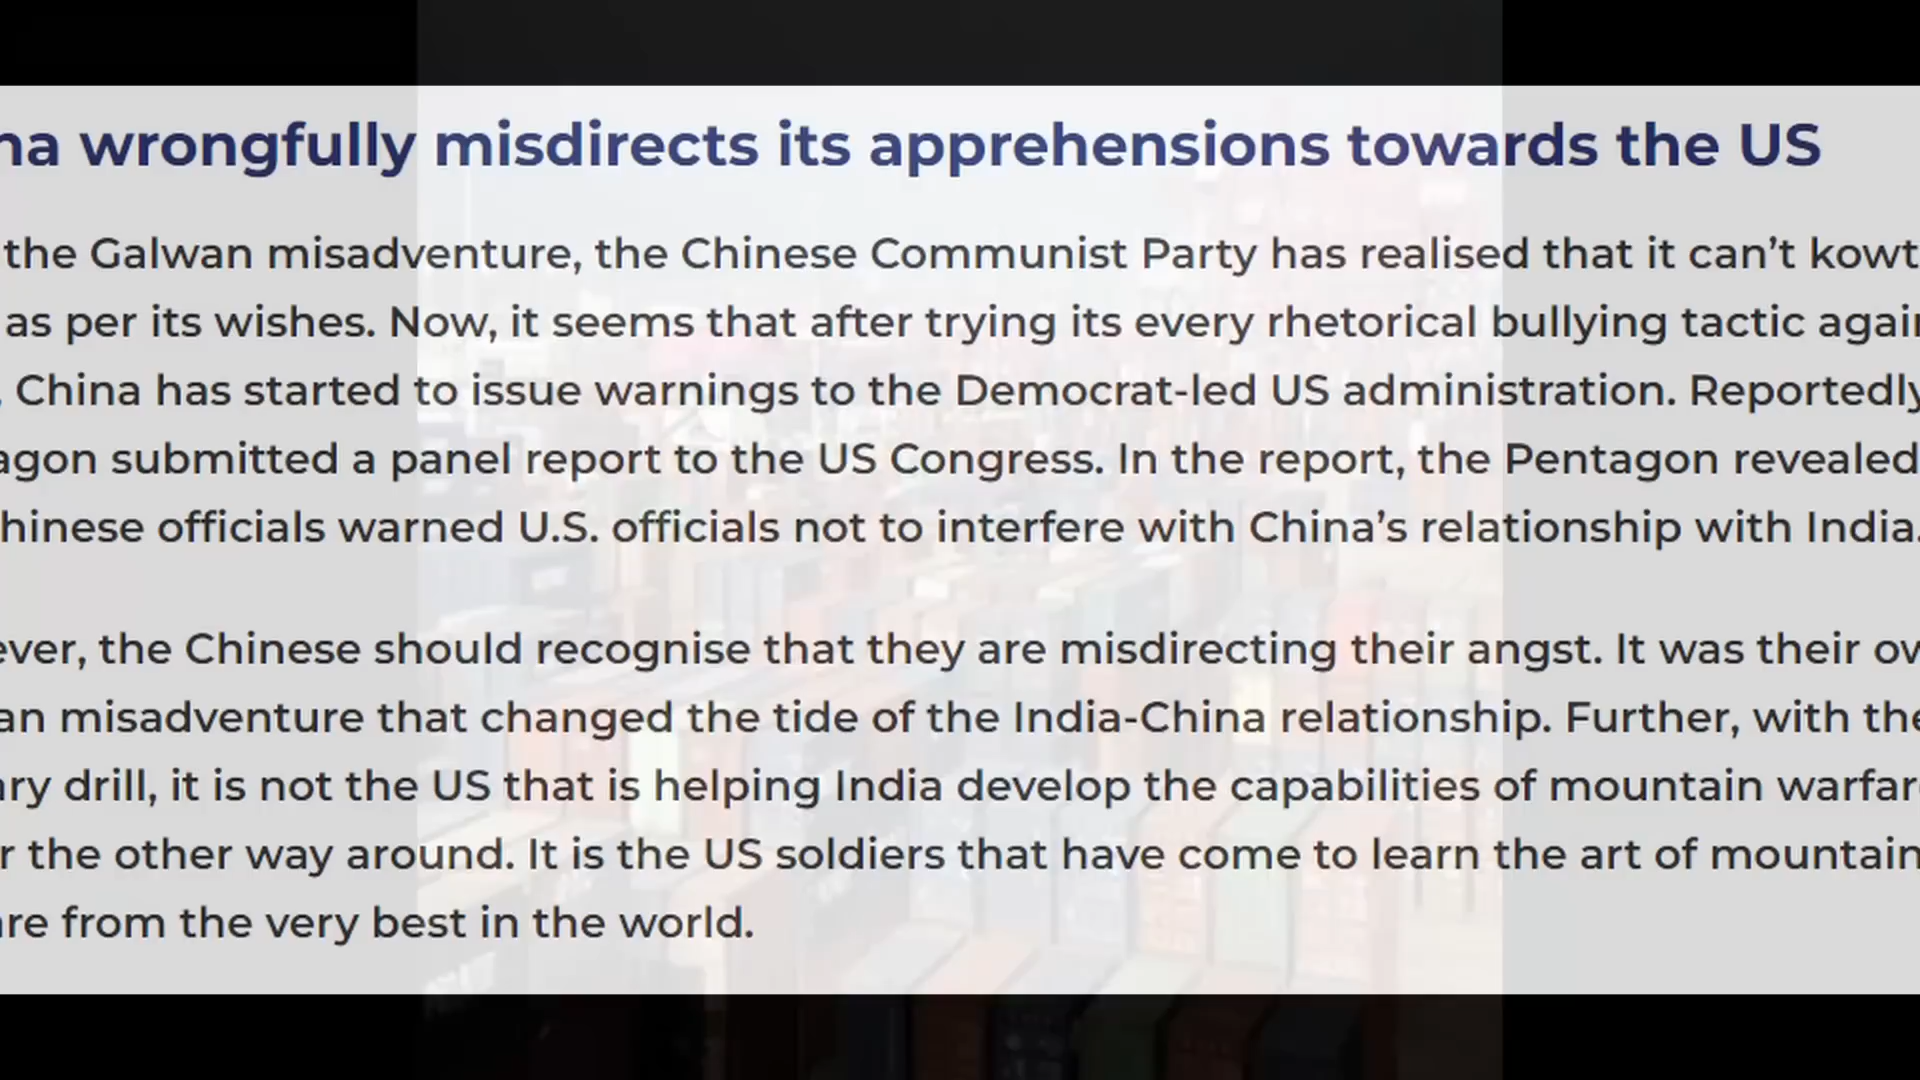 na wrongfully misdirects its apprehensions towards the US
the Galwan misadventure, the Chinese Communist Party has realised that it can’t kowt
as per its wishes. Now, it seems that after trying its every rhetorical bullying tactic again
, China has started to issue warnings to the Democrat-led US administration. Reportedly
agon submitted a panel report to the US Congress. In the report, the Pentagon revealed
hinese officials warned U.S. officials not to interfere with China’s relationship with India.
ever, the Chinese should recognise that they are misdirecting their angst. It was their ow
an misadventure that changed the tide of the India-China relationship. Further, with the
ary drill, it is not the US that is helping India develop the capabilities of mountain warfar
r the other way around. It is the US soldiers that have come to learn the art of mountain
are from the very best in the world.